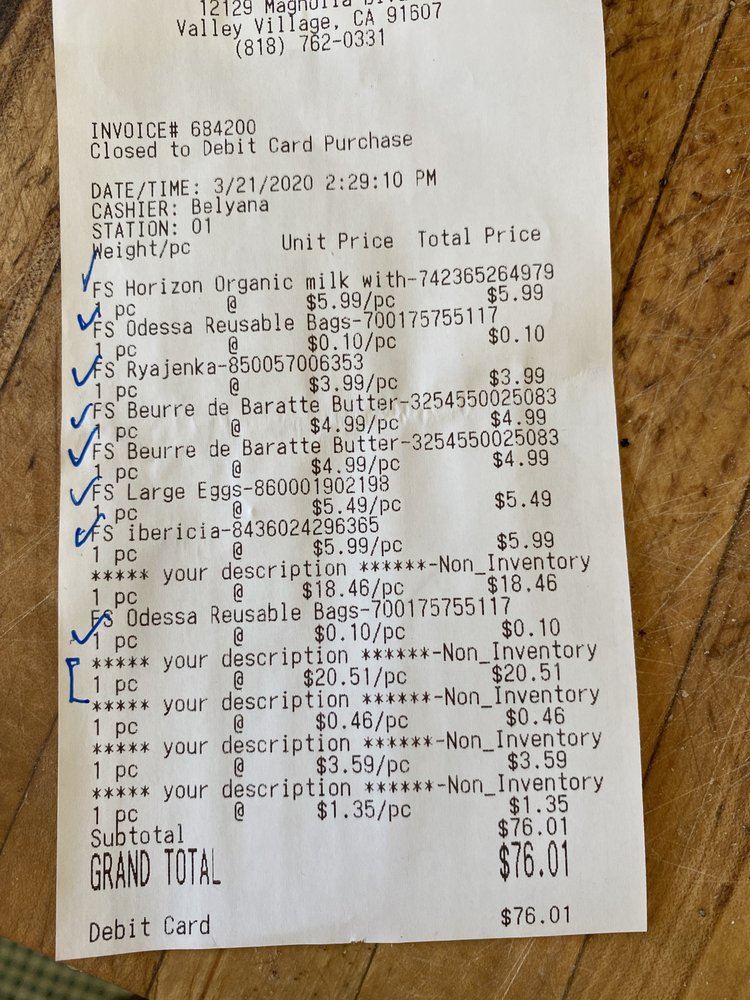 12129 Magnolia
Valley Village, CA 91607
(818) 762-0331
INVOICE# 684200
Closed to Debit Card Purchase
DATE/TIME: 3/21/2020 2:29:10 PM
CASHIER: Belyana
STATION: 01
Weight/pc Unit Price Total Price
FS Horizon Organic milk with-742365264979
1 pc @ $5.99/pc $5.99
FS Odessa Reusable Bags-700175755117
1 pc @ $0.10/pc $0.10
FS Ryajenka-850057006353
1 pc @ $3.99/pc $3.99
FS Beurre de Baratte Butter-3254550025083
1 pc @ $4.99/pc $4.99
FS Beurre de Baratte Butter-3254550025083
1 pc @ $4.99/pc $4.99
FS Large Eggs-860001902198
1 pc @ $5.49/pc $5.49
FS ibericia-8436024296365
1 pc @ $5.99/pc $5.99
***** your description ******-Non_Inventory
1 pc @ $18.46/pc $18.46
FS Odessa Reusable Bags-700175755117
1 pc @ $0.10/pc $0.10
***** your description ******-Non_Inventory
1 pc @ $20.51/pc $20.51
***** your description ******-Non_Inventory
1 pc @ $0.46/pc $0.46
***** your description ******-Non_Inventory
1 pc @ $3.59/pc $3.59
***** your description ******-Non_Inventory
1 pc @ $1.35/pc $1.35
Subtotal $76.01
GRAND TOTAL $76.01
Debit Card $76.01